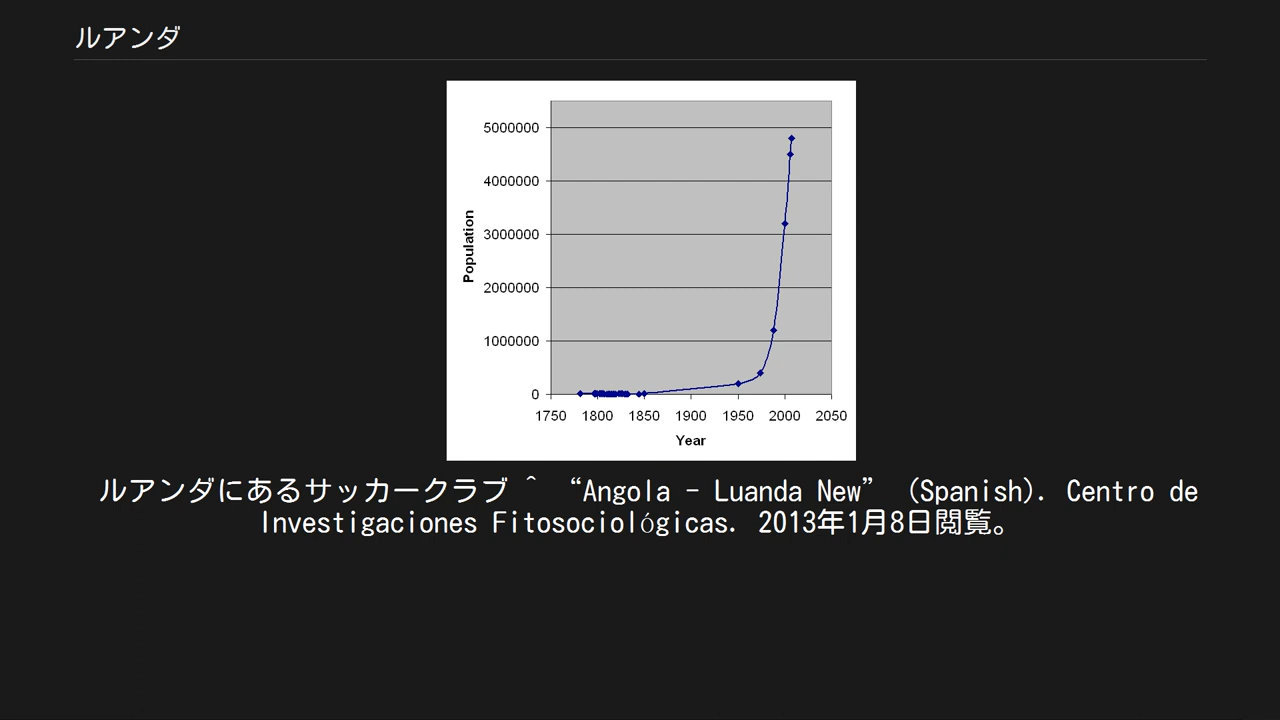 ルアンダ
5000000
4000000
3000000
2000000
1000000
0
Population
1750 1800 1850 1900 1950 2000 2050
Year
ルアンダにあるサッカークラブ ^ “Angola - Luanda New” (Spanish). Centro de
Investigaciones Fitosociológicas. 2013年1月8日閲覧。